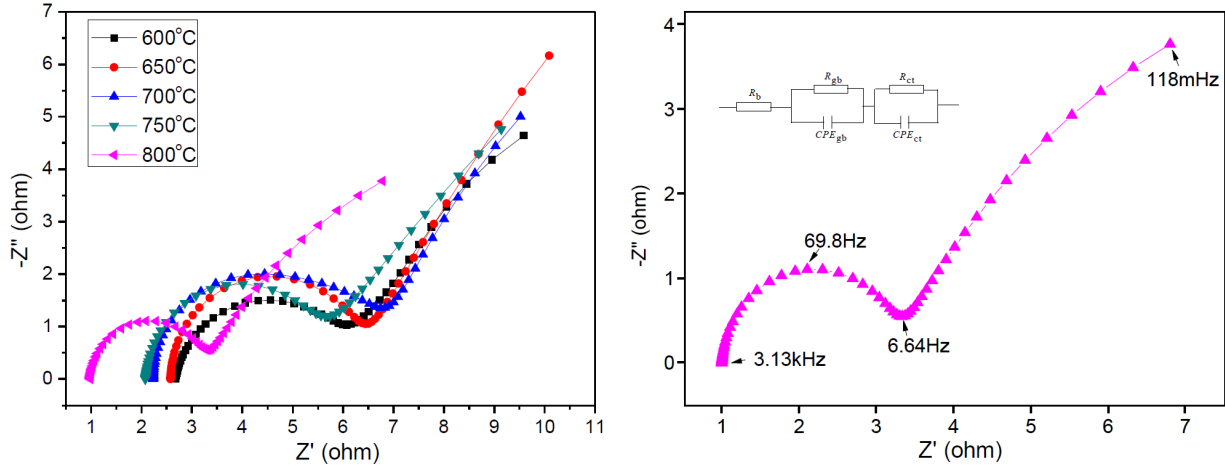 7
6
5
4
3
2
1
0
-Z" (ohm)
600°C
650°C
700°C
750°C
800°C
1 2 3 4 5 6 7 8 9 10 11
Z' (ohm)
4
3
2
1
0
-Z" (ohm)
R_gb
R_ct
R_b
CPE_gb
CPE_ct
118mHz
69.8Hz
6.64Hz
3.13kHz
1 2 3 4 5 6 7
Z' (ohm)